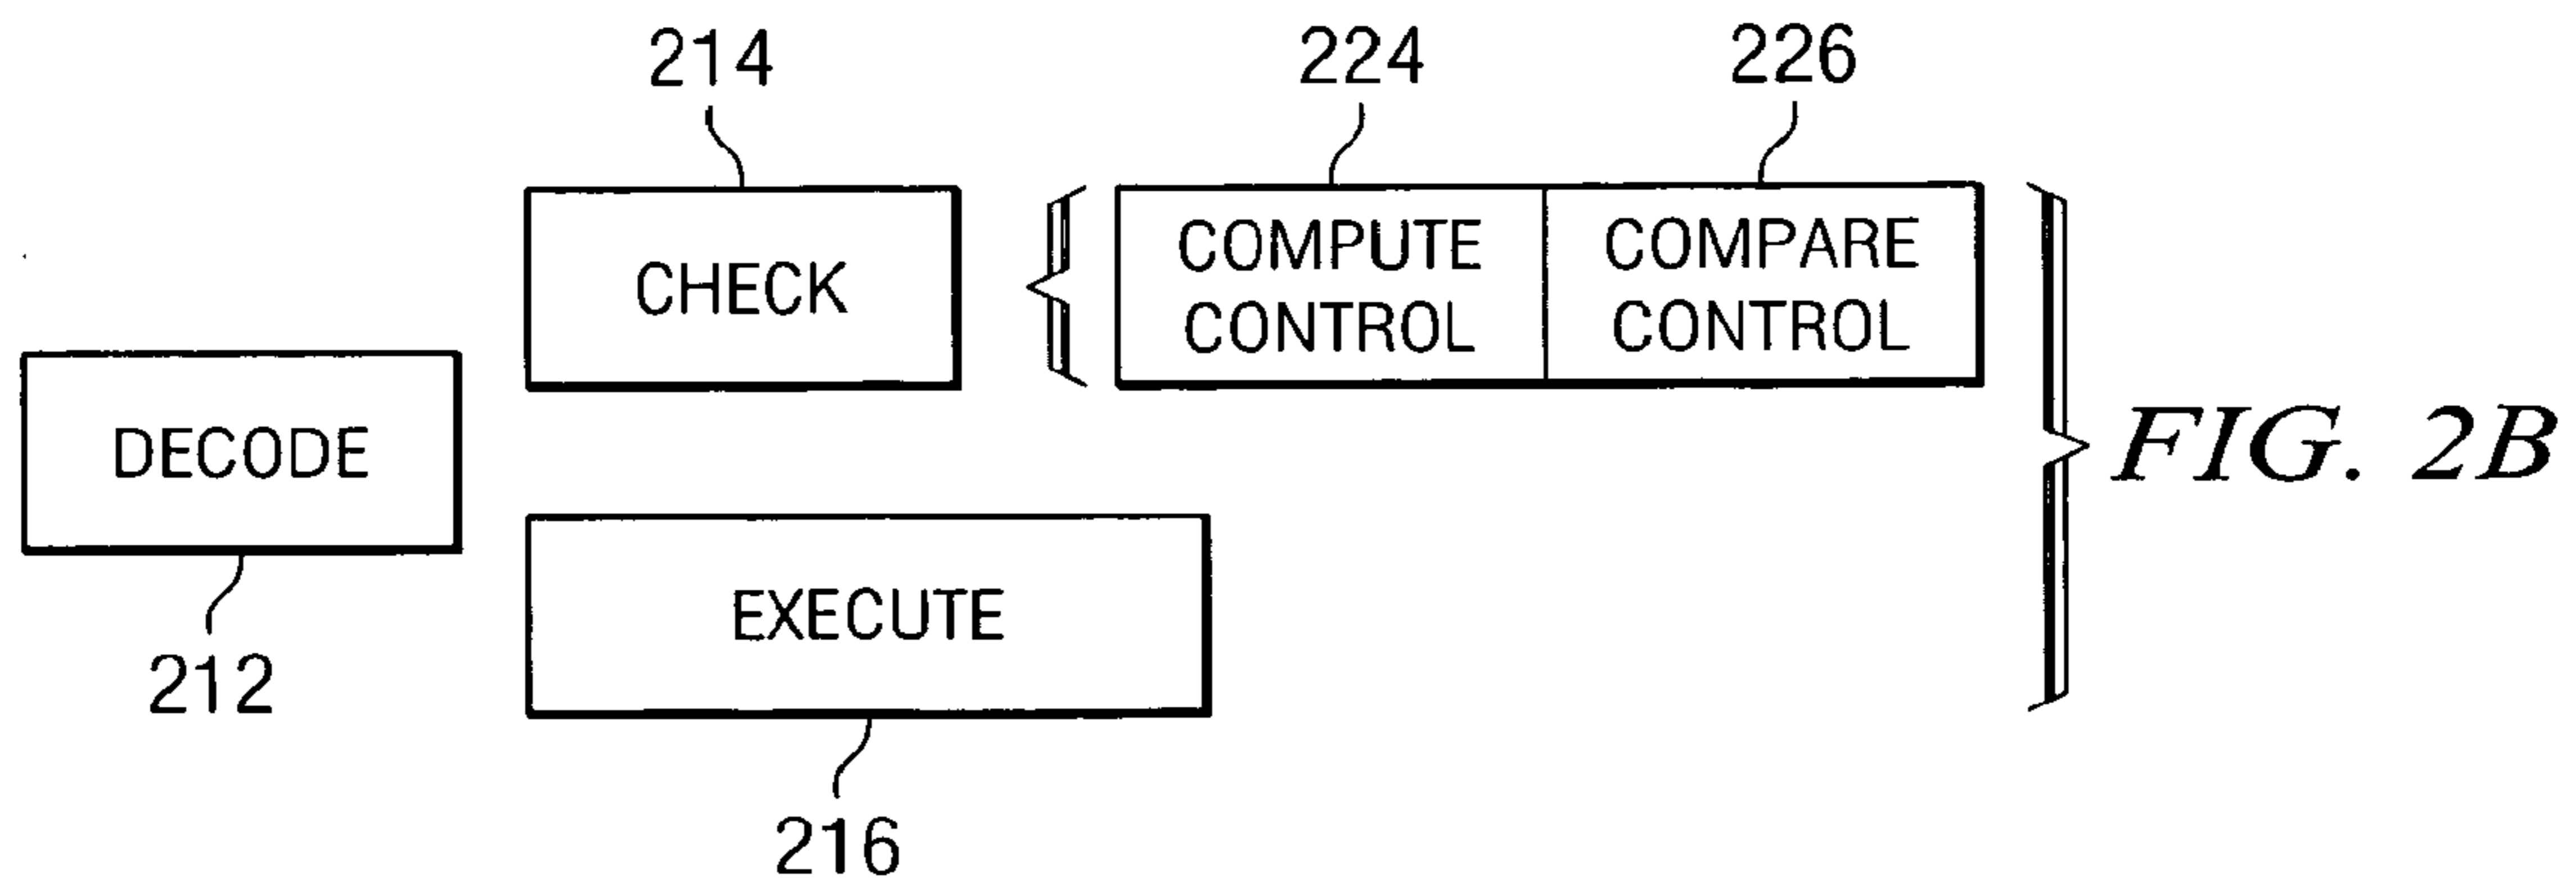 214
224
226
CHECK
COMPUTE
CONTROL
COMPARE
CONTROL
DECODE
212
EXECUTE
216
FIG. 2B